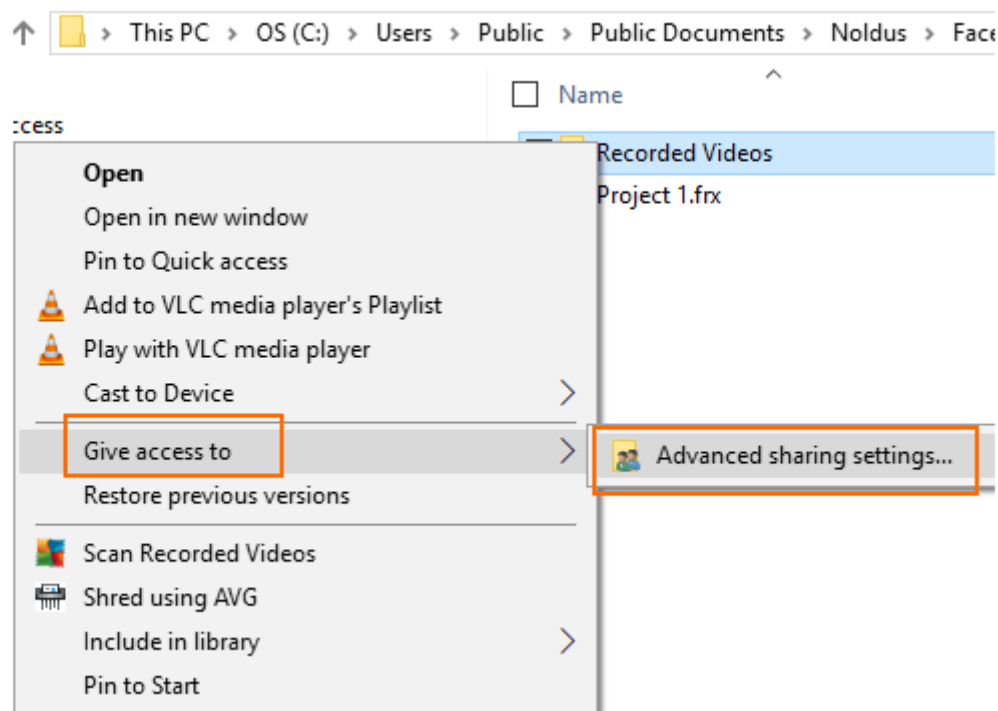 This PC > OS (C:) > Users > Public > Public Documents > Noldus > Face
Name
ccess
Recorded Videos
Project 1.frx
Open
Open in new window
Pin to Quick access
Add to VLC media player's Playlist
Play with VLC media player
Cast to Device
Give access to
Advanced sharing settings...
Restore previous versions
Scan Recorded Videos
Shred using AVG
Include in library
Pin to Start